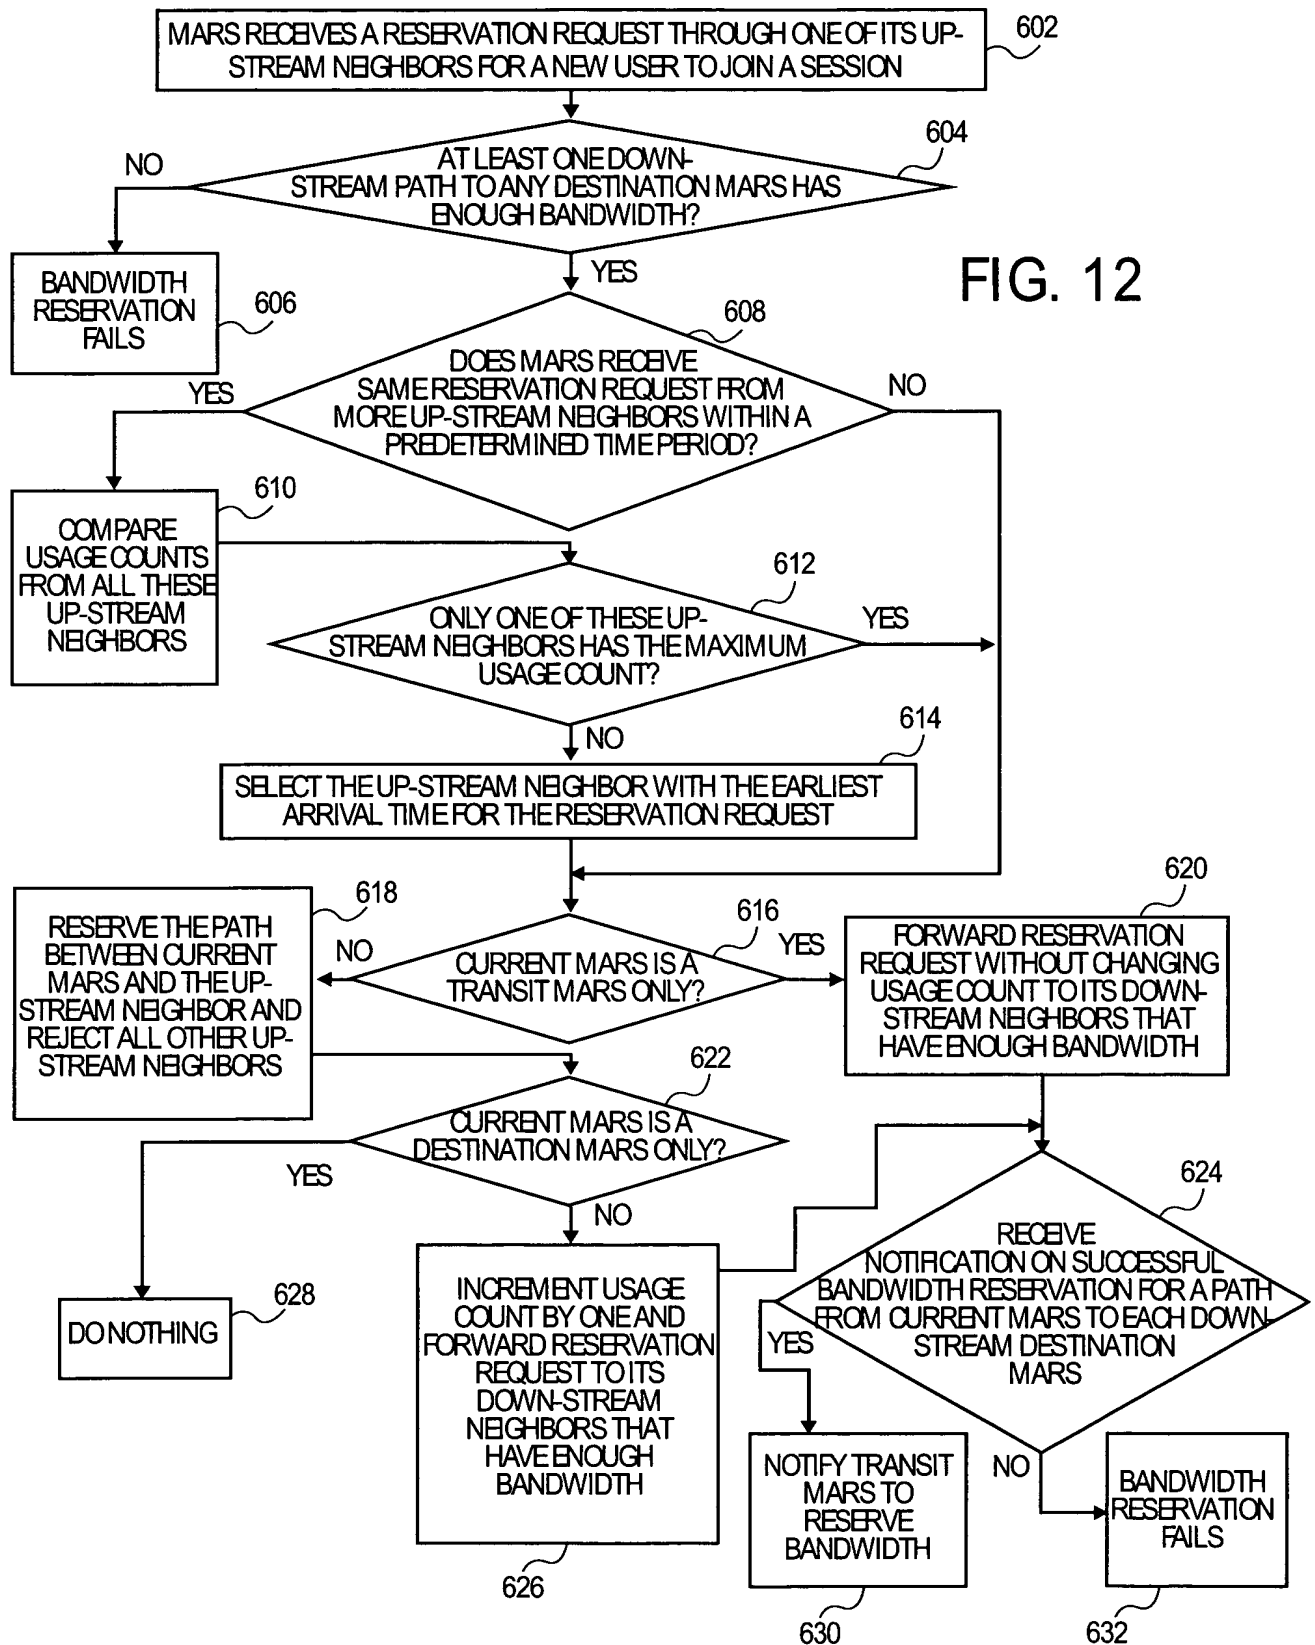 MARS RECEIVES A RESERVATION REQUEST THROUGH ONE OF ITS UP-
STREAM NEIGHBORS FOR A NEW USER TO JOIN A SESSION
602
604
AT LEAST ONE DOWN-
STREAM PATH TO ANY DESTINATION MARS HAS
ENOUGH BANDWIDTH?
NO
YES
FIG. 12
BANDWIDTH
RESERVATION
FAILS
606
608
DOES MARS RECEIVE
SAME RESERVATION REQUEST FROM
MORE UP-STREAM NEIGHBORS WITHIN A
PREDETERMINED TIME PERIOD?
YES
NO
610
COMPARE
USAGE COUNTS
FROM ALL THESE
UP-STREAM
NEIGHBORS
612
ONLY ONE OF THESE UP-
STREAM NEIGHBORS HAS THE MAXIMUM
USAGE COUNT?
YES
NO
614
SELECT THE UP-STREAM NEIGHBOR WITH THE EARLIEST
ARRIVAL TIME FOR THE RESERVATION REQUEST
618
RESERVE THE PATH
BETWEEN CURRENT
MARS AND THE UP-
STREAM NEIGHBOR AND
REJECT ALL OTHER UP-
STREAM NEIGHBORS
616
NO
CURRENT MARS IS A
TRANSIT MARS ONLY?
YES
620
FORWARD RESERVATION
REQUEST WITHOUT CHANGING
USAGE COUNT TO ITS DOWN-
STREAM NEIGHBORS THAT
HAVE ENOUGH BANDWIDTH
622
CURRENT MARS IS A
DESTINATION MARS ONLY?
YES
NO
624
RECEIVE
NOTIFICATION ON SUCCESSFUL
BANDWIDTH RESERVATION FOR A PATH
FROM CURRENT MARS TO EACH DOWN-
STREAM DESTINATION
MARS
YES
NO
628
DO NOTHING
INCREMENT USAGE
COUNT BY ONE AND
FORWARD RESERVATION
REQUEST TO ITS
DOWN-STREAM
NEIGHBORS THAT
HAVE ENOUGH
BANDWIDTH
626
NOTIFY TRANSIT
MARS TO
RESERVE
BANDWIDTH
630
BANDWIDTH
RESERVATION
FAILS
632